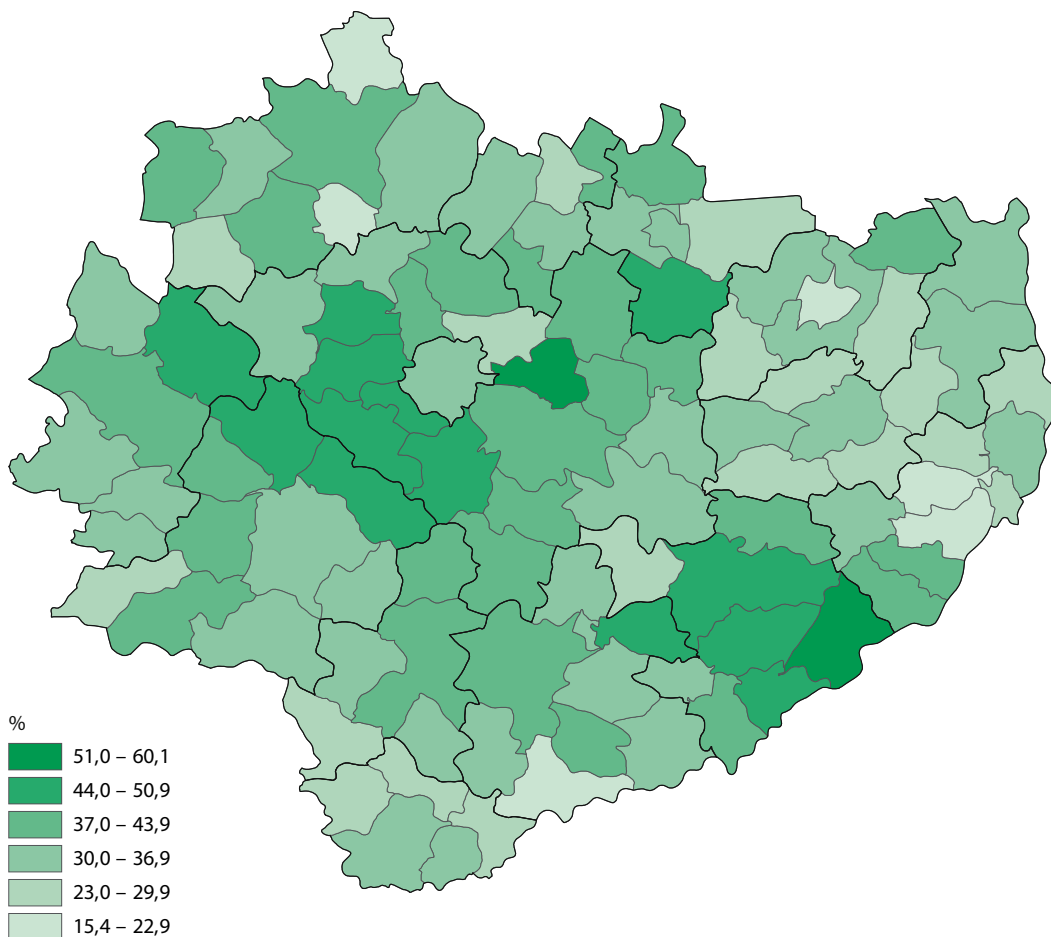 %
51,0 – 60,1
44,0 – 50,9
37,0 – 43,9
30,0 – 36,9
23,0 – 29,9
15,4 – 22,9